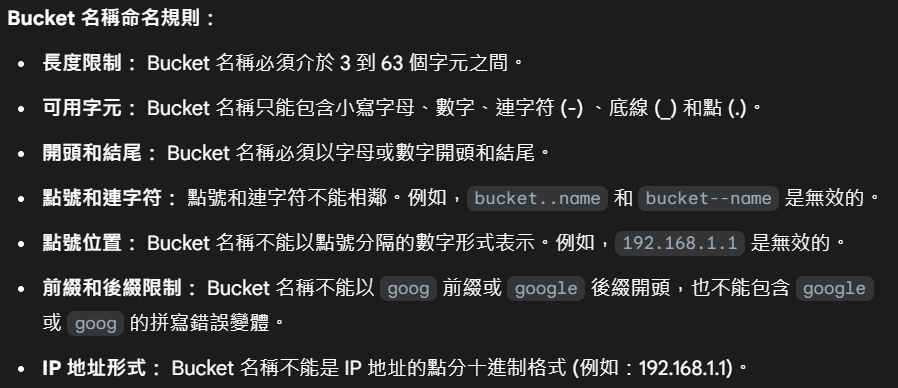 Bucket 名稱命名規則：
• 長度限制： Bucket 名稱必須介於 3 到 63 個字元之間。
• 可用字元： Bucket 名稱只能包含小寫字母、數字、連字符 (-) 、底線 (_) 和點 (.)。
• 開頭和結尾： Bucket 名稱必須以字母或數字開頭和結尾。
• 點號和連字符： 點號和連字符不能相鄰。例如，bucket..name 和 bucket--name 是無效的。
• 點號位置： Bucket 名稱不能以點號分隔的數字形式表示。例如，192.168.1.1 是無效的。
• 前綴和後綴限制： Bucket 名稱不能以 goog 前綴或 google 後綴開頭，也不能包含 google
或 goog 的拼寫錯誤變體。
• IP 地址形式： Bucket 名稱不能是 IP 地址的點分十進制格式 (例如：192.168.1.1)。